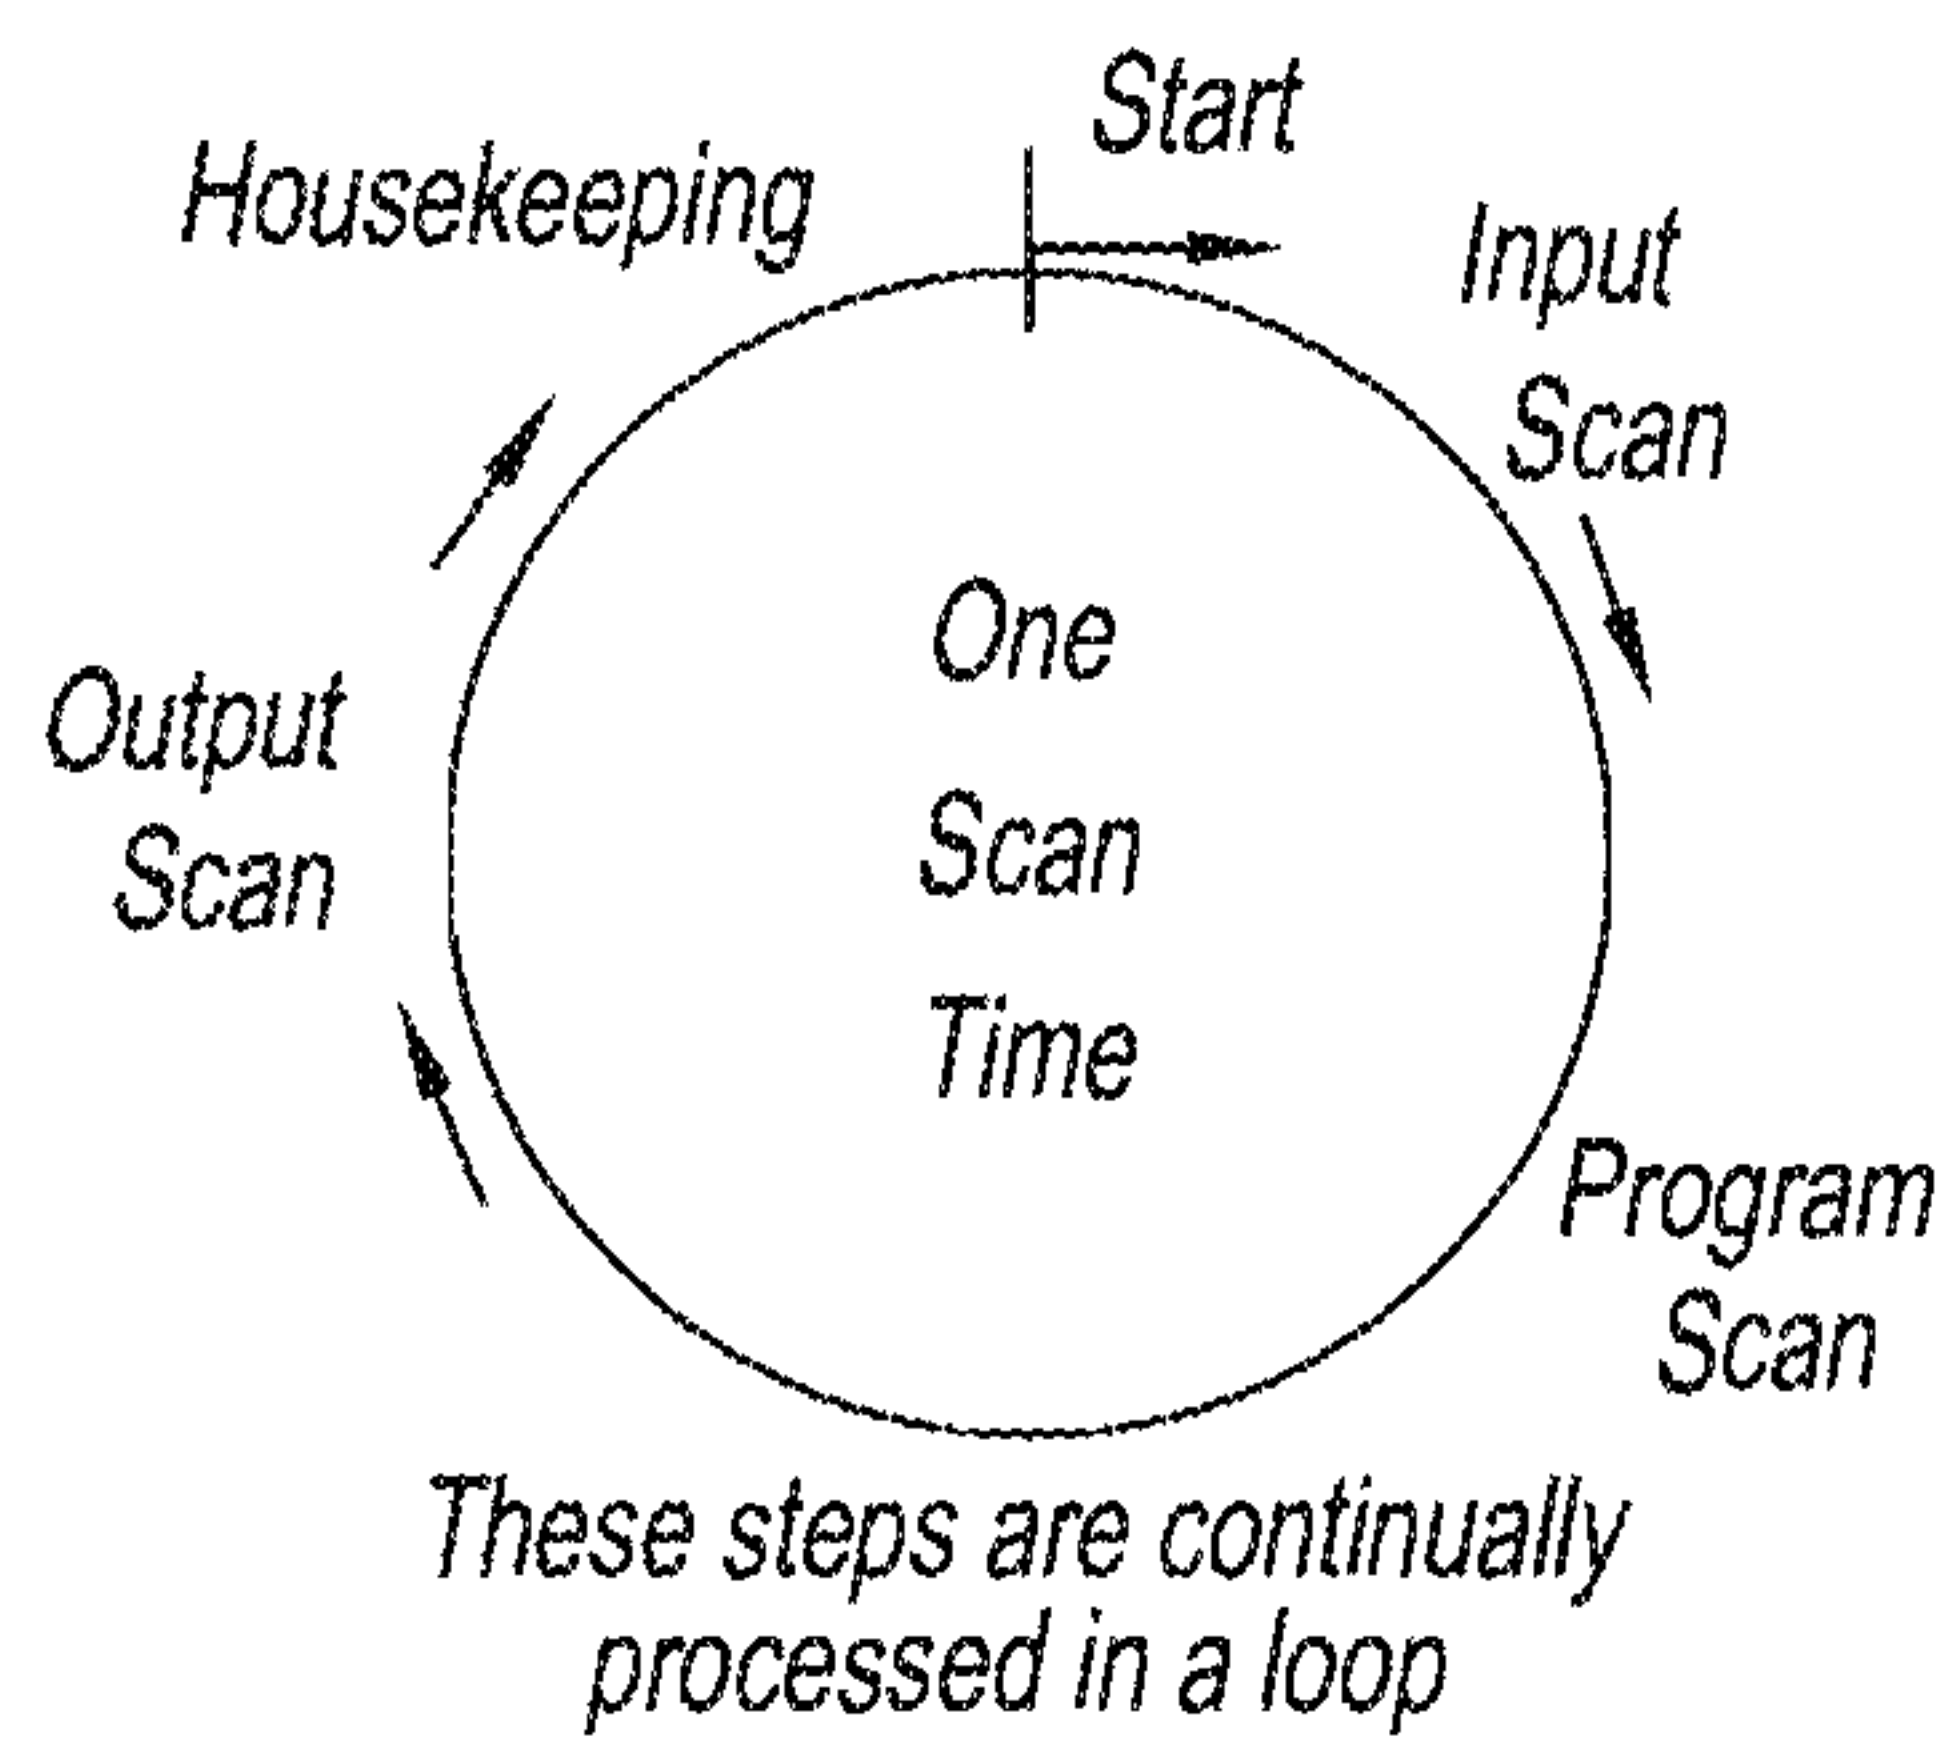 Start
Housekeeping
Input
Scan
One
Scan
Time
Output
Scan
Program
Scan
These steps are continually
processed in a loop